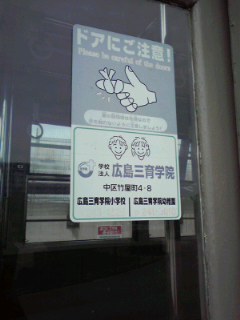 ドアにご注意!
Please be careful of the doors
学校
法人
広島三育学院
中区竹屋町4-8
広島三育学院小学校 広島三育学院幼稚園